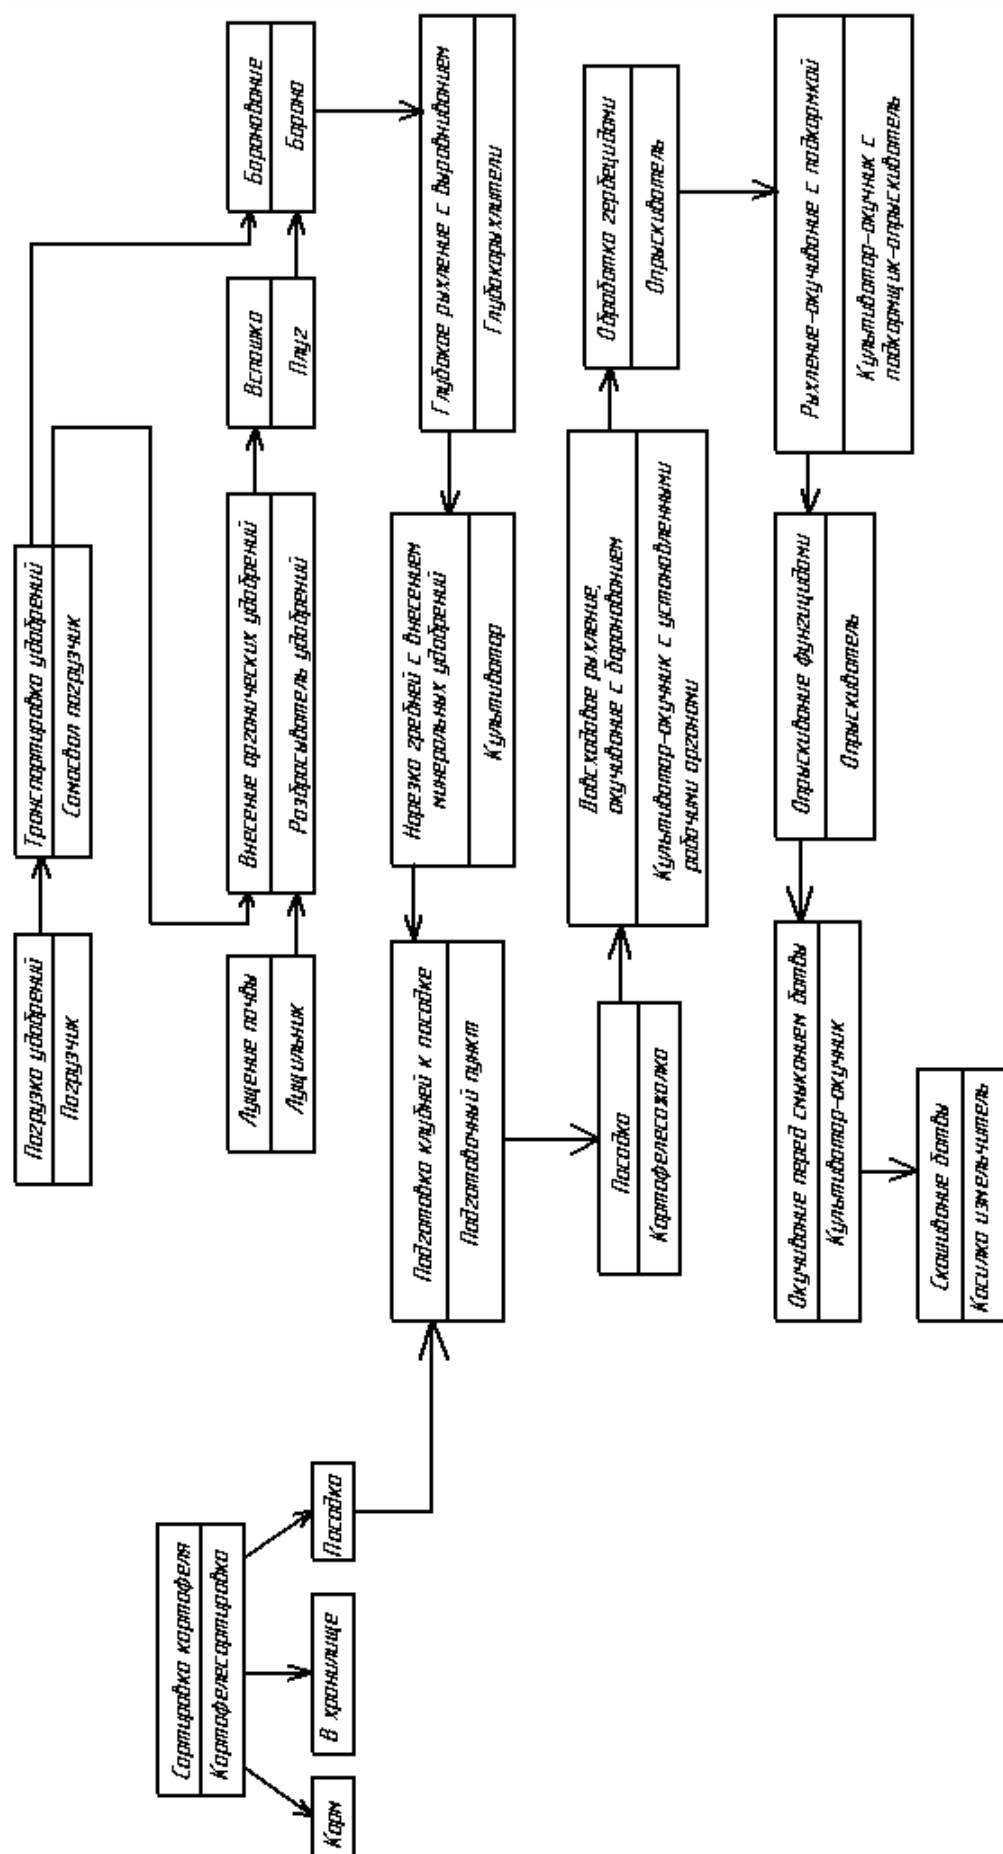 Погрузка удобрений
Погрузчик
Транспортировка удобрений
Самосвал погрузчик
Сортировка картофеля
Картофелесортировка
Корм
В хранилище
Посадка
Лущение почвы
Лущильник
Внесение органических удобрений
Разбрасыватель удобрений
Вспашка
Плуг
Боронование
Борона
Подготовка клубней к посадке
Подготовочный пункт
Нарезка гребней с внесением
минеральных удобрений
Культиватор
Глубокое рыхление с выравниванием
Глубокорыхлители
Посадка
Картофелесажалка
Довсходовое рыхление,
окучивание с боронованием
Культиватор-окучник с установленными
рабочими органами
Обработка гербецидами
Опрыскиватель
Окучивание перед смыканием ботвы
Культиватор-окучник
Опрыскивание фунгицидами
Опрыскиватель
Рыхление-окучивание с подкормкой
Культиватор-окучник с
подкормщик-опрыскиватель
Скашивание ботвы
Косилка измельчитель